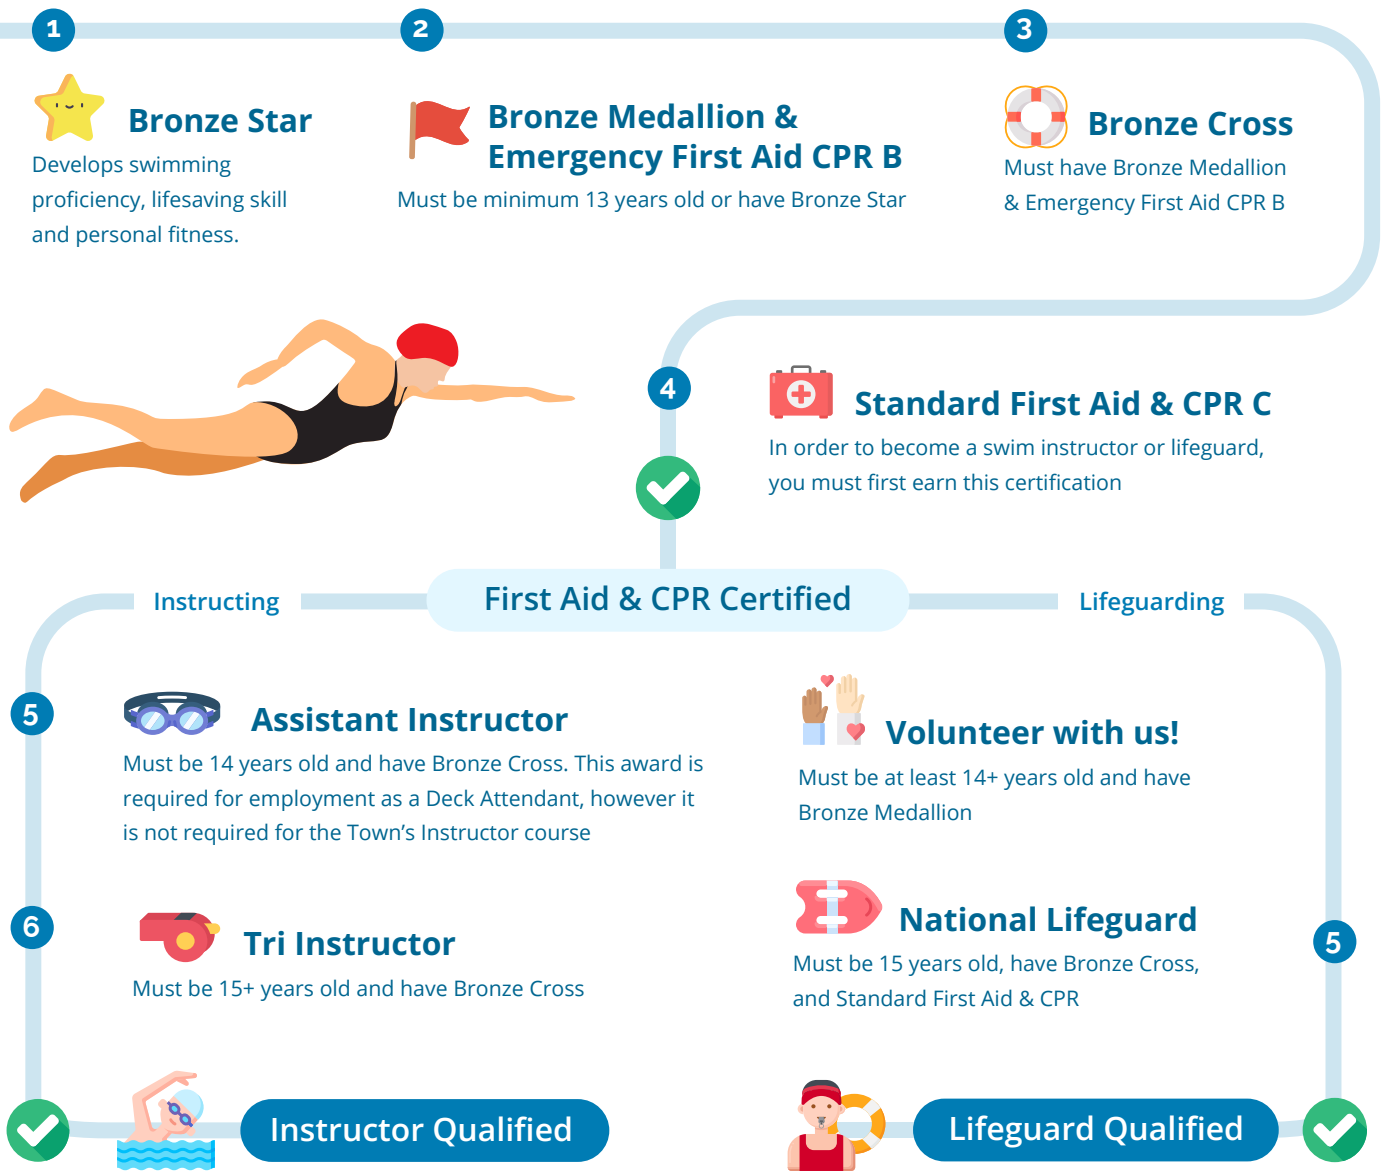 1
Bronze Star
Develops swimming
proficiency, lifesaving skill
and personal fitness.
2
Bronze Medallion &
Emergency First Aid CPR B
Must be minimum 13 years old or have Bronze Star
3
Bronze Cross
Must have Bronze Medallion
& Emergency First Aid CPR B
4
Standard First Aid & CPR C
In order to become a swim instructor or lifeguard,
you must first earn this certification
First Aid & CPR Certified
Instructing
5
Assistant Instructor
Must be 14 years old and have Bronze Cross. This award is
required for employment as a Deck Attendant, however it
is not required for the Town's Instructor course
6
Tri Instructor
Must be 15+ years old and have Bronze Cross
Instructor Qualified
Lifeguarding
Volunteer with us!
Must be at least 14+ years old and have
Bronze Medallion
National Lifeguard
5
Must be 15 years old, have Bronze Cross,
and Standard First Aid & CPR
Lifeguard Qualified